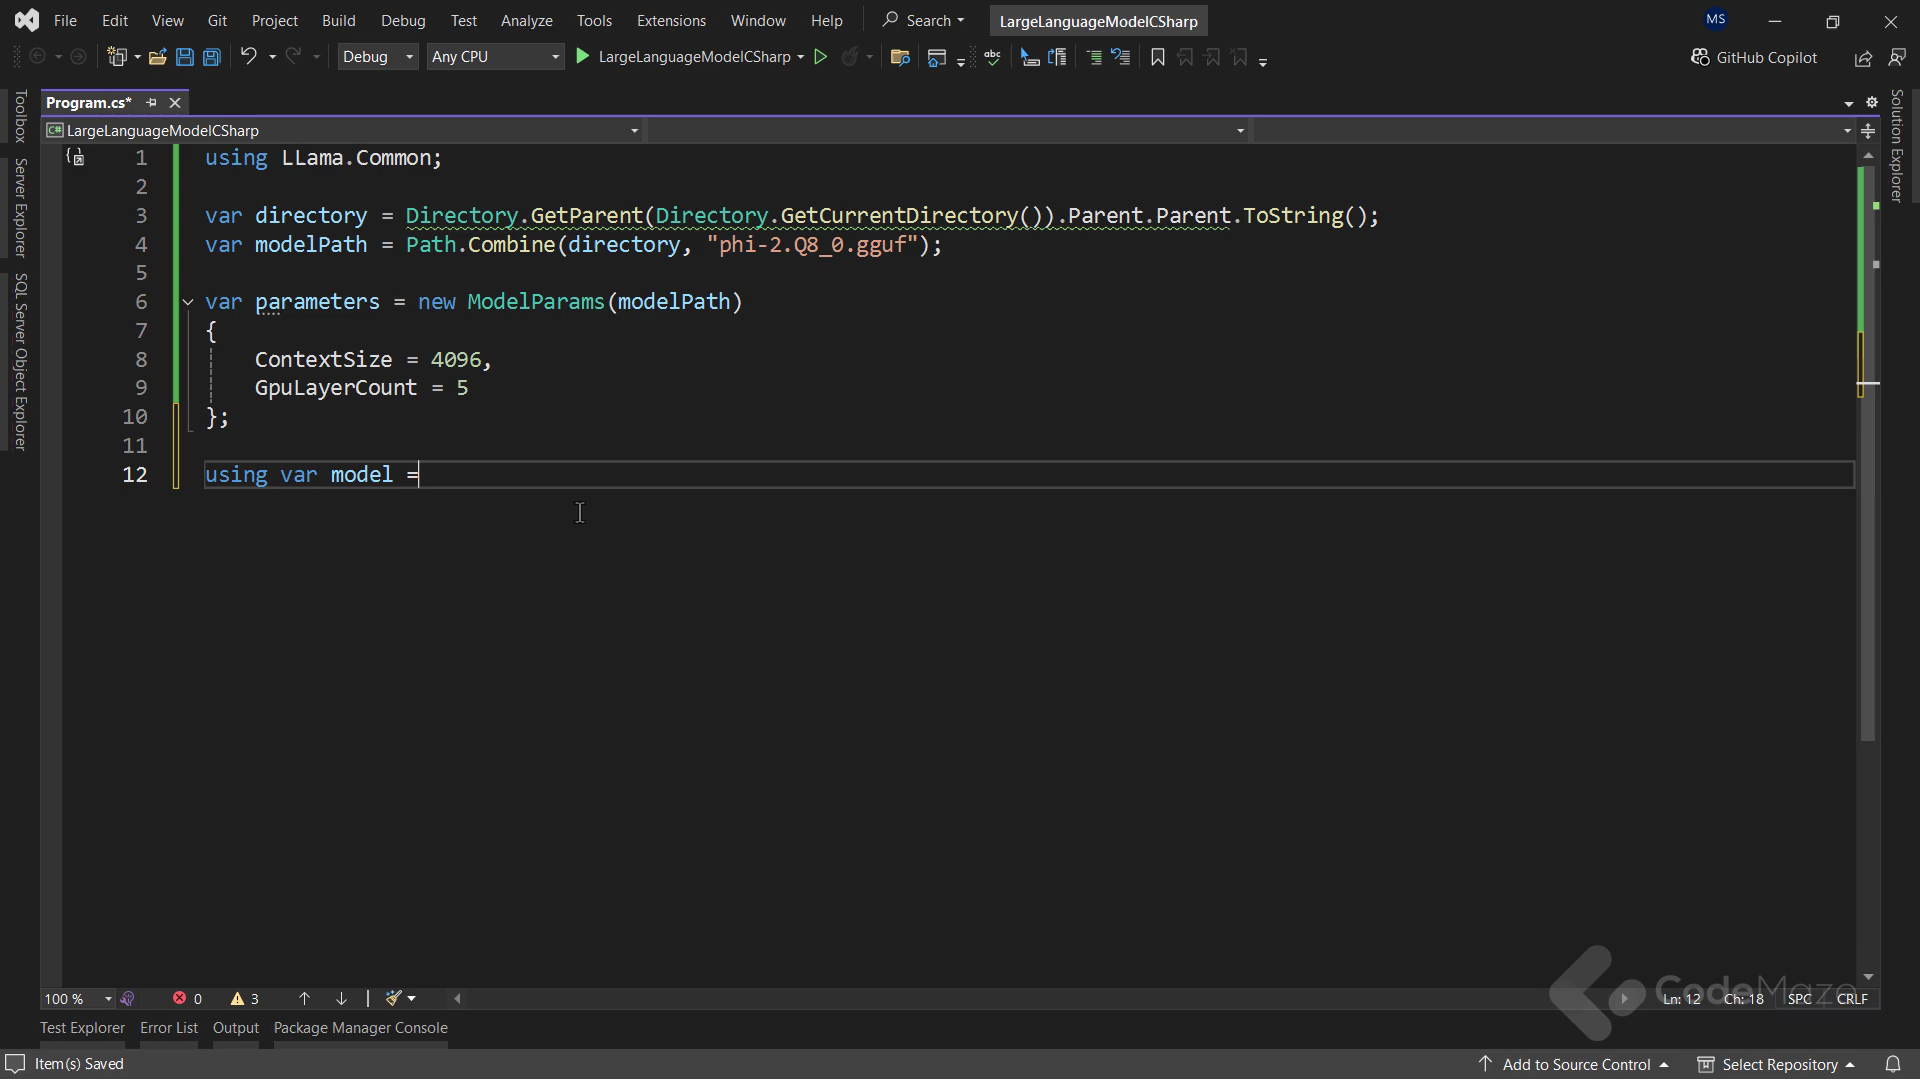 File Edit View Git Project Build Debug Test Analyze Tools Extensions Window Help Search LargeLanguageModelCSharp MS
Debug Any CPU LargeLanguageModelCSharp abc GitHub Copilot
Program.cs*
C# LargeLanguageModelCSharp
Toolbox
Server Explorer
SQL Server Object Explorer
Solution Explorer
1 using LLama.Common;
2
3 var directory = Directory.GetParent(Directory.GetCurrentDirectory()).Parent.Parent.ToString();
4 var modelPath = Path.Combine(directory, "phi-2.Q8_0.gguf");
5
6 var parameters = new ModelParams(modelPath)
7 {
8 ContextSize = 4096,
9 GpuLayerCount = 5
10 };
11
12 using var model =
CodeMaze
100 % 0 3 Ln: 12 Ch: 18 SPC CRLF
Test Explorer Error List Output Package Manager Console
Item(s) Saved Add to Source Control Select Repository